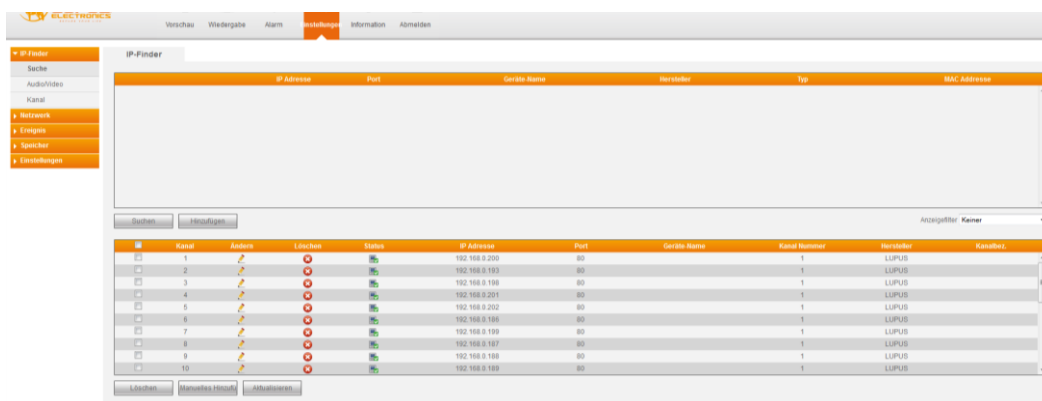 ELECTRONICS
Vorschau Wiedergabe Alarm Einstellungen Information Abmelden
IP-Finder
IP-Finder
Suche
Audio/Video
Kanal
Netzwerk
Ereignis
Speicher
Einstellungen
IP Adresse Port Geräte-Name Hersteller Typ MAC Addresse
Suchen Hinzufügen Anzeigefilter Keiner
Kanal Ändere Löschen Status IP Adresse Port Geräte-Name Kanal Nummer Hersteller Kanalbez.
1 192.168.0.200 80 1 LUPUS
2 192.168.0.193 80 1 LUPUS
3 192.168.0.198 80 1 LUPUS
4 192.168.0.201 80 1 LUPUS
5 192.168.0.202 80 1 LUPUS
6 192.168.0.186 80 1 LUPUS
7 192.168.0.199 80 1 LUPUS
8 192.168.0.187 80 1 LUPUS
9 192.168.0.188 80 1 LUPUS
10 192.168.0.189 80 1 LUPUS
Löschen Manuelles Hinzufü Aktualisieren